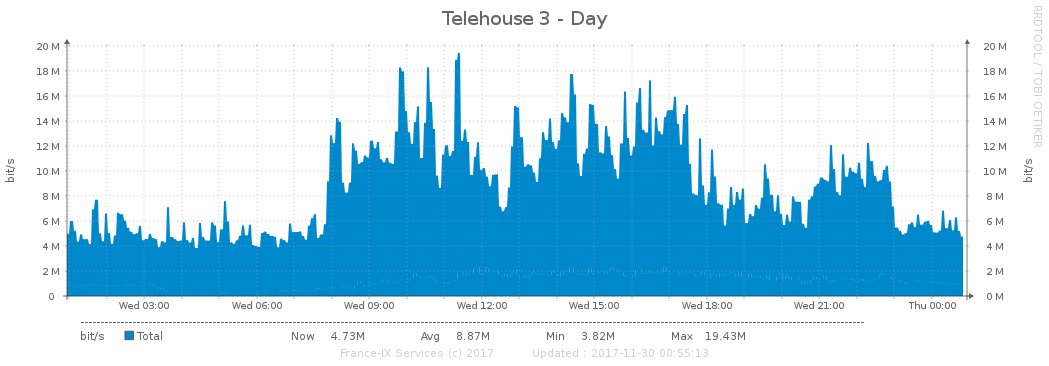 Telehouse 3 - Day
RRDTOOL / TOBI OETIKER
bit/s
20 M 20 M
18 M 18 M
16 M 16 M
14 M 14 M
12 M 12 M
10 M 10 M
8 M 8 M
6 M 6 M
4 M 4 M
2 M 2 M
0 0 M
bit/s
Wed 03:00 Wed 06:00 Wed 09:00 Wed 12:00 Wed 15:00 Wed 18:00 Wed 21:00 Thu 00:00
bit/s Total Now 4.73M Avg 8.87M Min 3.82M Max 19.43M
France-IX Services (c) 2017 Updated : 2017-11-30 00:55:13